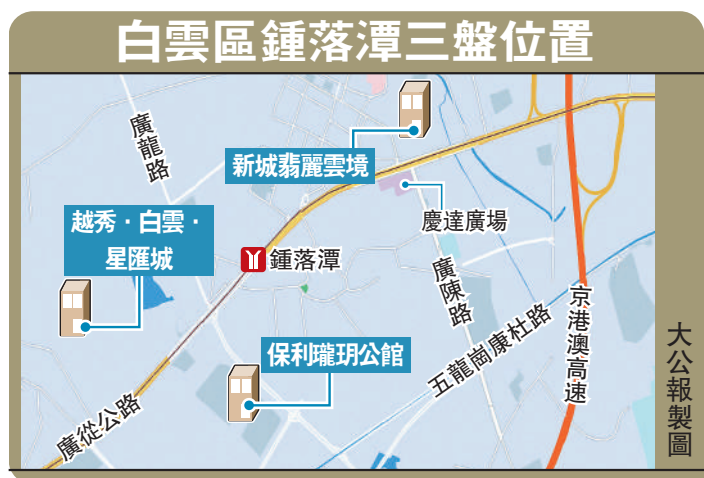 白雲區鍾落潭三盤位置
廣龍路
新城翡麗雲境
越秀·白雲·
星匯城
慶達廣場
鍾落潭
廣陳路
京港澳高速
五龍崗康杜路
保利瓏玥公館
廣從公路
大公報製圖